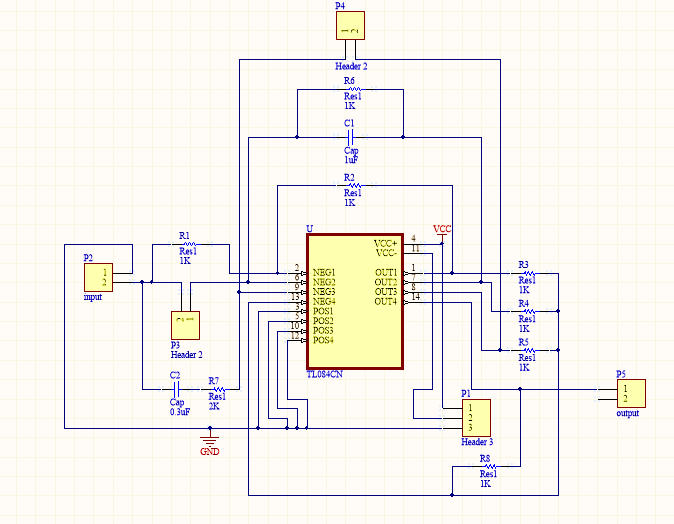 P4
1 2
Header 2
R6
Res1
1K
C1
Cap
1uF
R2
Res1
1K
U
VCC
R1
Res1
1K
P2
1
2
input
VCC+ 4
VCC- 11
2 NEG1 OUT1 1
6 NEG2 OUT2 7
9 NEG3 OUT3 8
13 NEG4 OUT4 14
3 POS1
5 POS2
10 POS3
12 POS4
TL084CN
R3
Res1
1K
R4
Res1
1K
R5
Res1
1K
2 1
P3
Header 2
C2
Cap
0.3uF
R7
Res1
2K
P5
1
2
output
P1
1
2
3
Header 3
GND
R8
Res1
1K